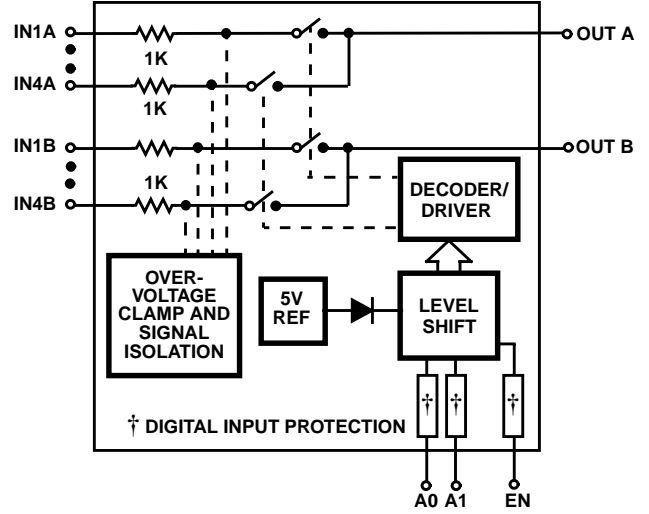 IN1A
1K
OUT A
IN4A
1K
IN1B
OUT B
1K
IN4B
DECODER/
DRIVER
OVER-
VOLTAGE
CLAMP AND
SIGNAL
ISOLATION
5V
REF
LEVEL
SHIFT
† † †
† DIGITAL INPUT PROTECTION
A0 A1 EN